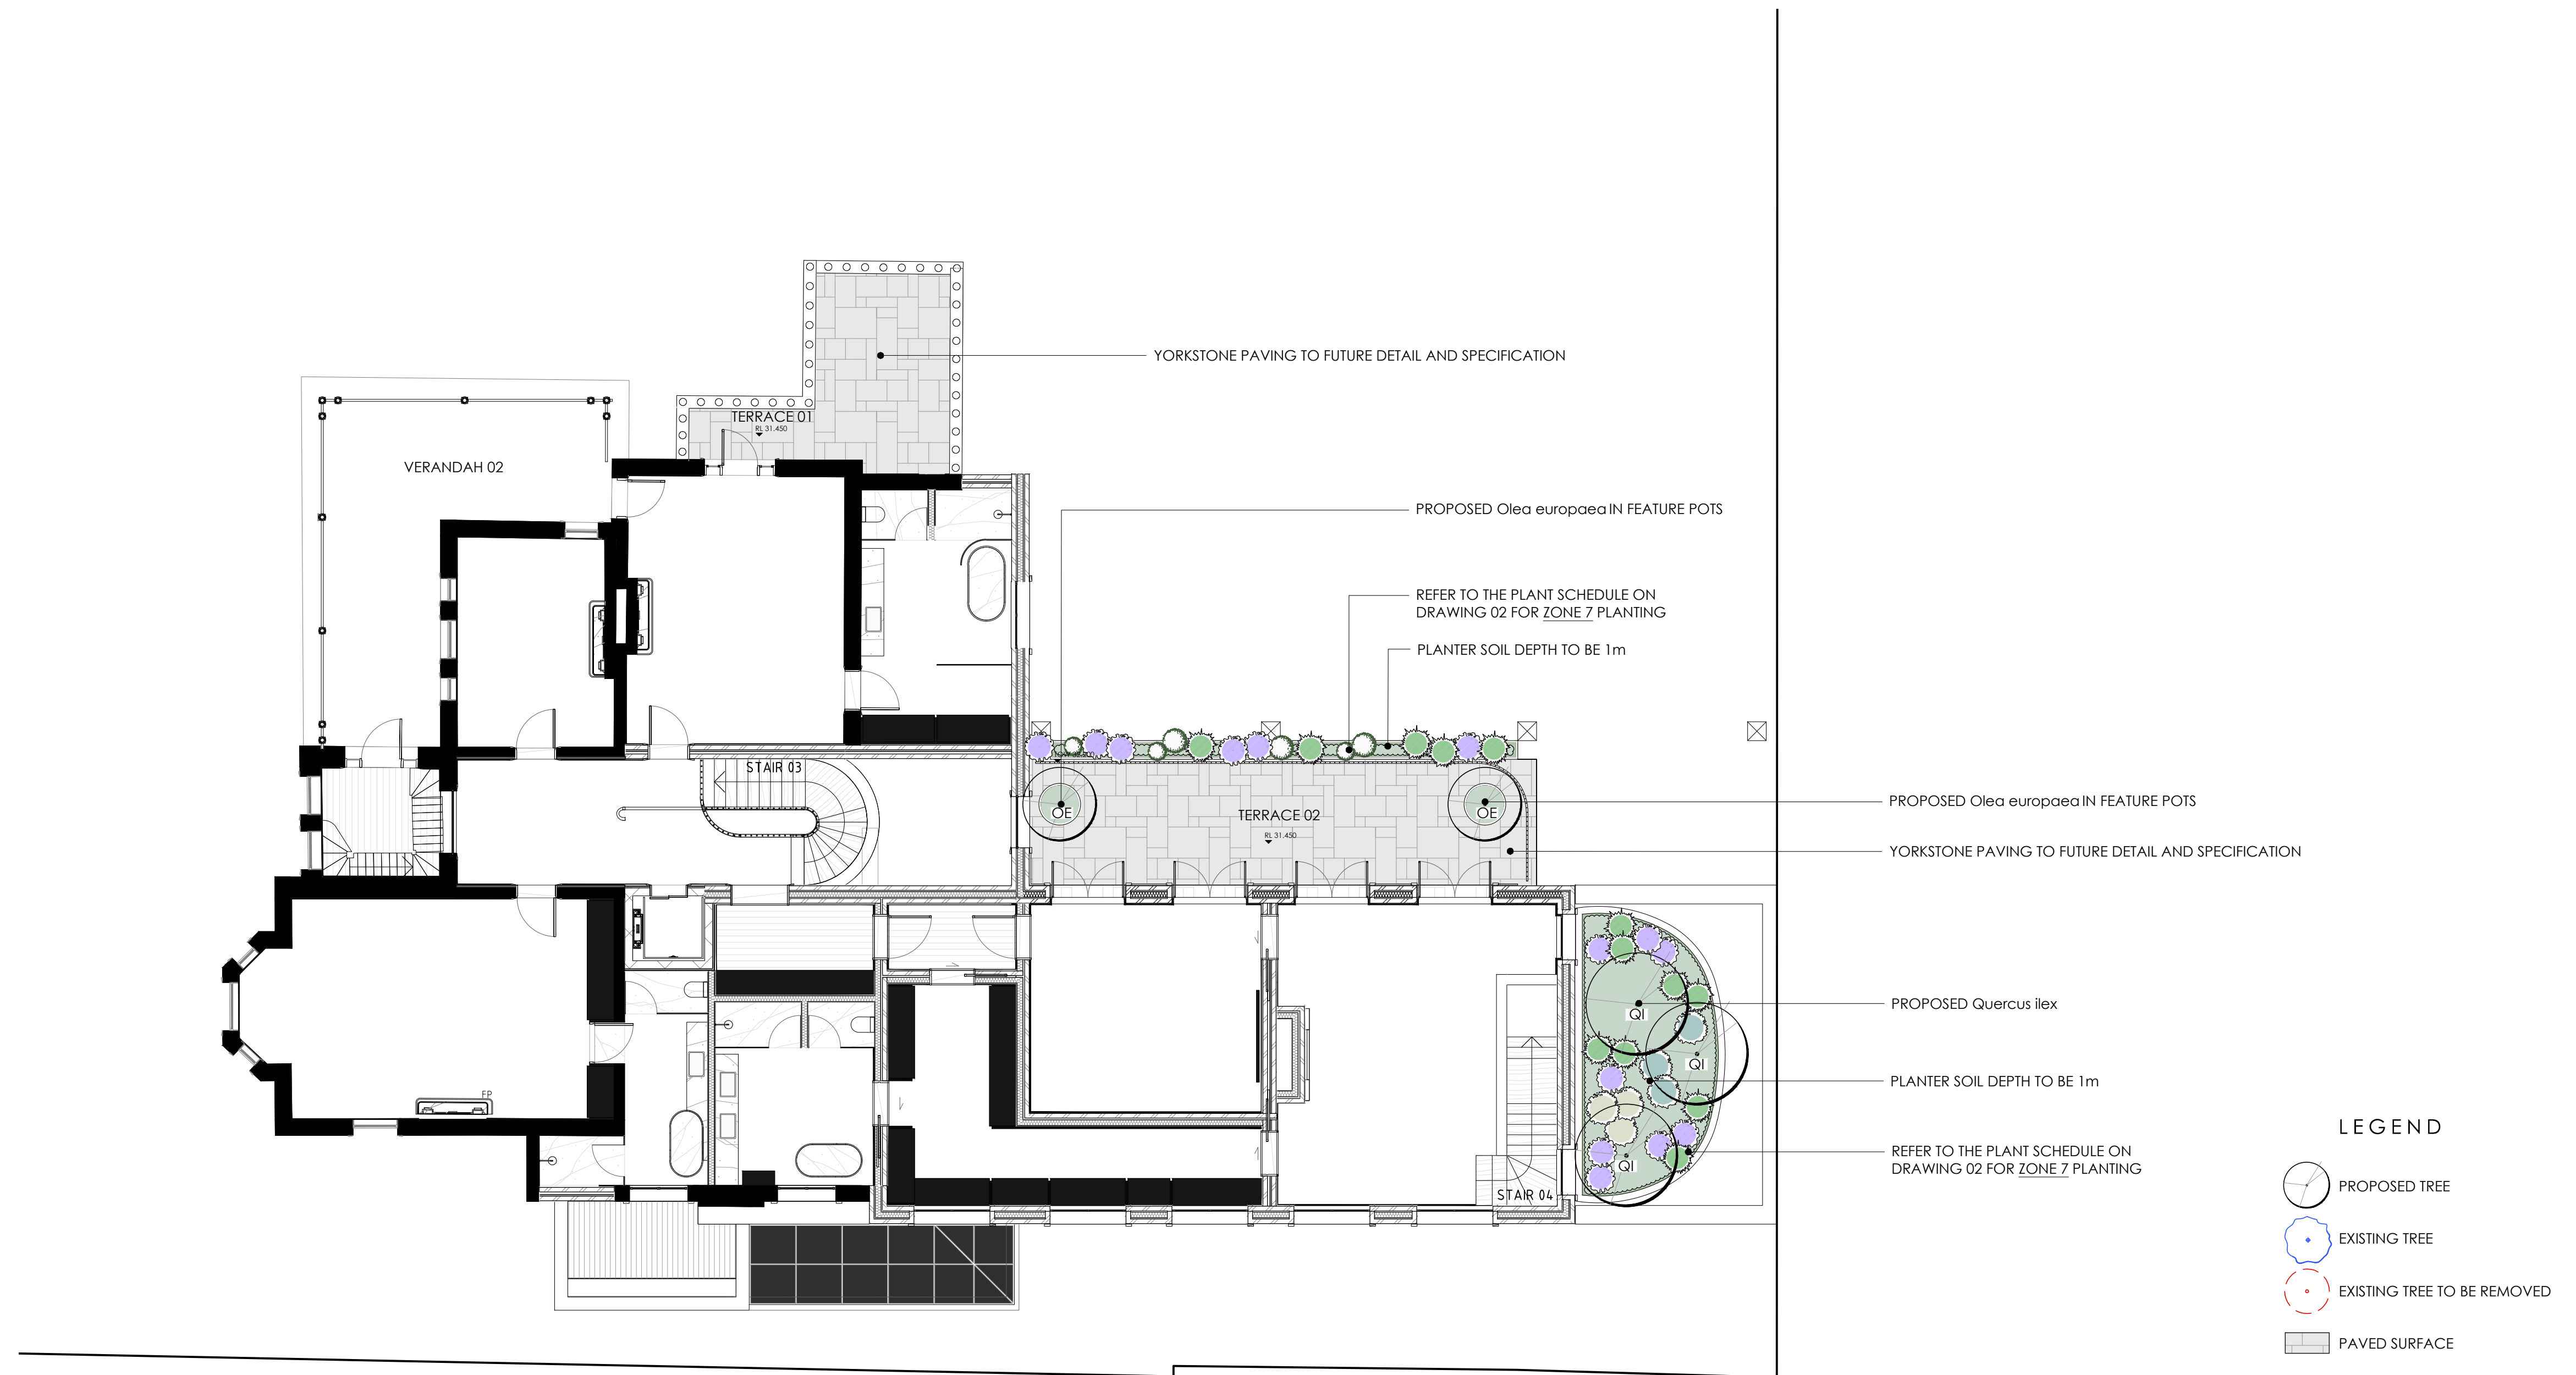 YORKSTONE PAVING TO FUTURE DETAIL AND SPECIFICATION
TERRACE 01
RL 31.450
VERANDAH 02
PROPOSED Olea europaea IN FEATURE POTS
REFER TO THE PLANT SCHEDULE ON
DRAWING 02 FOR ZONE 7 PLANTING
PLANTER SOIL DEPTH TO BE 1m
STAIR 03
OE
TERRACE 02
RL 31.450
OE
PROPOSED Olea europaea IN FEATURE POTS
YORKSTONE PAVING TO FUTURE DETAIL AND SPECIFICATION
PROPOSED Quercus ilex
QI
QI
PLANTER SOIL DEPTH TO BE 1m
FP
REFER TO THE PLANT SCHEDULE ON
DRAWING 02 FOR ZONE 7 PLANTING
QI
STAIR 04
LEGEND
PROPOSED TREE
EXISTING TREE
EXISTING TREE TO BE REMOVED
PAVED SURFACE